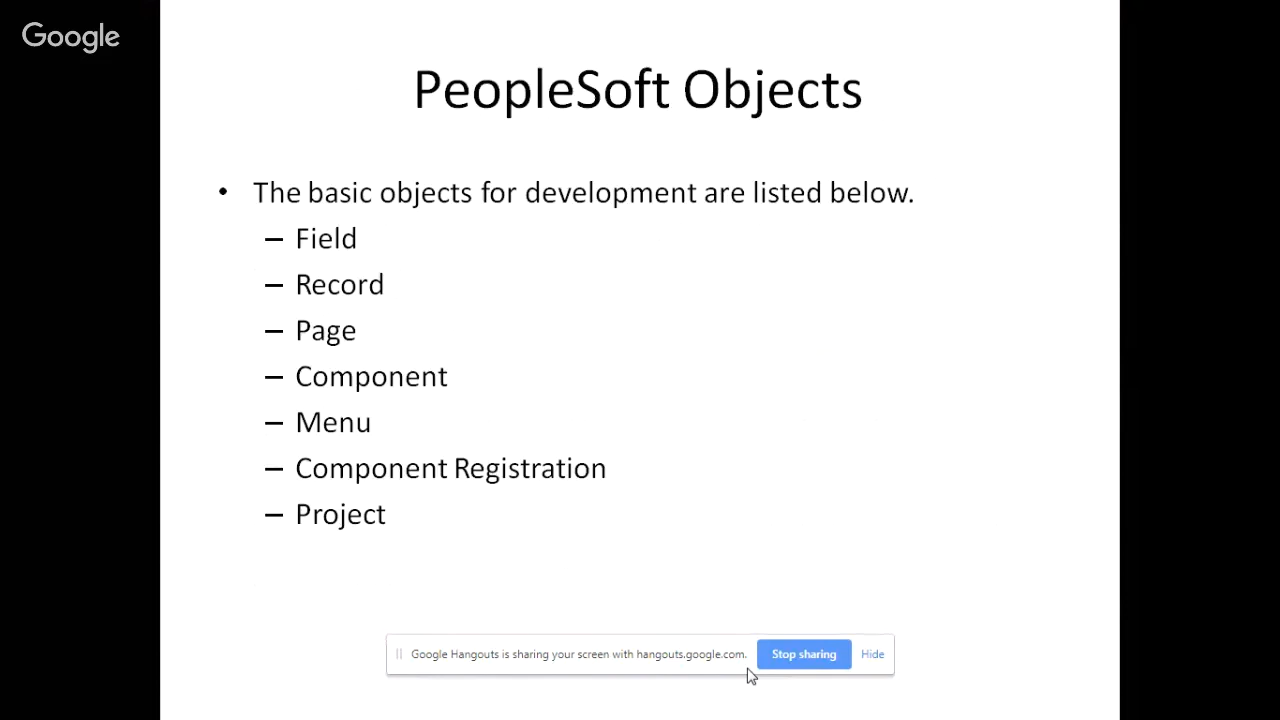 Google
PeopleSoft Objects
• The basic objects for development are listed below.
– Field
– Record
– Page
– Component
– Menu
– Component Registration
– Project
Google Hangouts is sharing your screen with hangouts.google.com. Stop sharing Hide